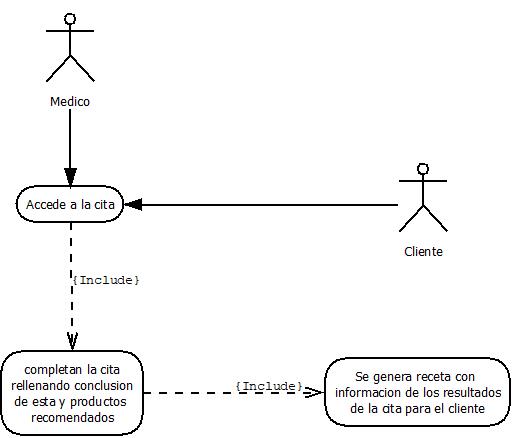 Medico
Accede a la cita
Cliente
{Include}
completan la cita
rellenando conclusion
de esta y productos
recomendados
{Include}
Se genera receta con
informacion de los resultados
de la cita para el cliente